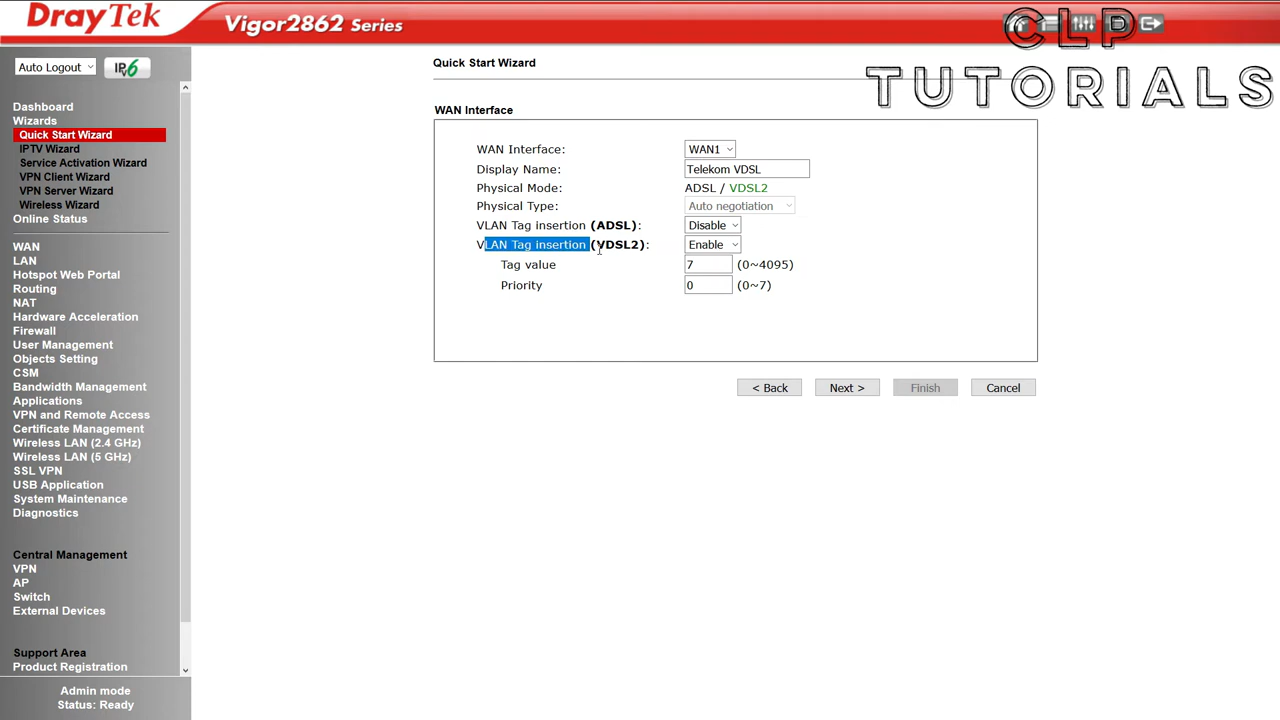 DrayTek
Vigor2862 Series
CLP
TUTORIALS
Auto Logout
IPv6
Dashboard
Wizards
Quick Start Wizard
IPTV Wizard
Service Activation Wizard
VPN Client Wizard
VPN Server Wizard
Wireless Wizard
Online Status
WAN
LAN
Hotspot Web Portal
Routing
NAT
Hardware Acceleration
Firewall
User Management
Objects Setting
CSM
Bandwidth Management
Applications
VPN and Remote Access
Certificate Management
Wireless LAN (2.4 GHz)
Wireless LAN (5 GHz)
SSL VPN
USB Application
System Maintenance
Diagnostics
Central Management
VPN
AP
Switch
External Devices
Support Area
Product Registration
Admin mode
Status: Ready
Quick Start Wizard
WAN Interface
WAN Interface: WAN1
Display Name: Telekom VDSL
Physical Mode: ADSL / VDSL2
Physical Type: Auto negotiation
VLAN Tag insertion (ADSL): Disable
VLAN Tag insertion (VDSL2): Enable
Tag value 7 (0~4095)
Priority 0 (0~7)
< Back Next > Finish Cancel